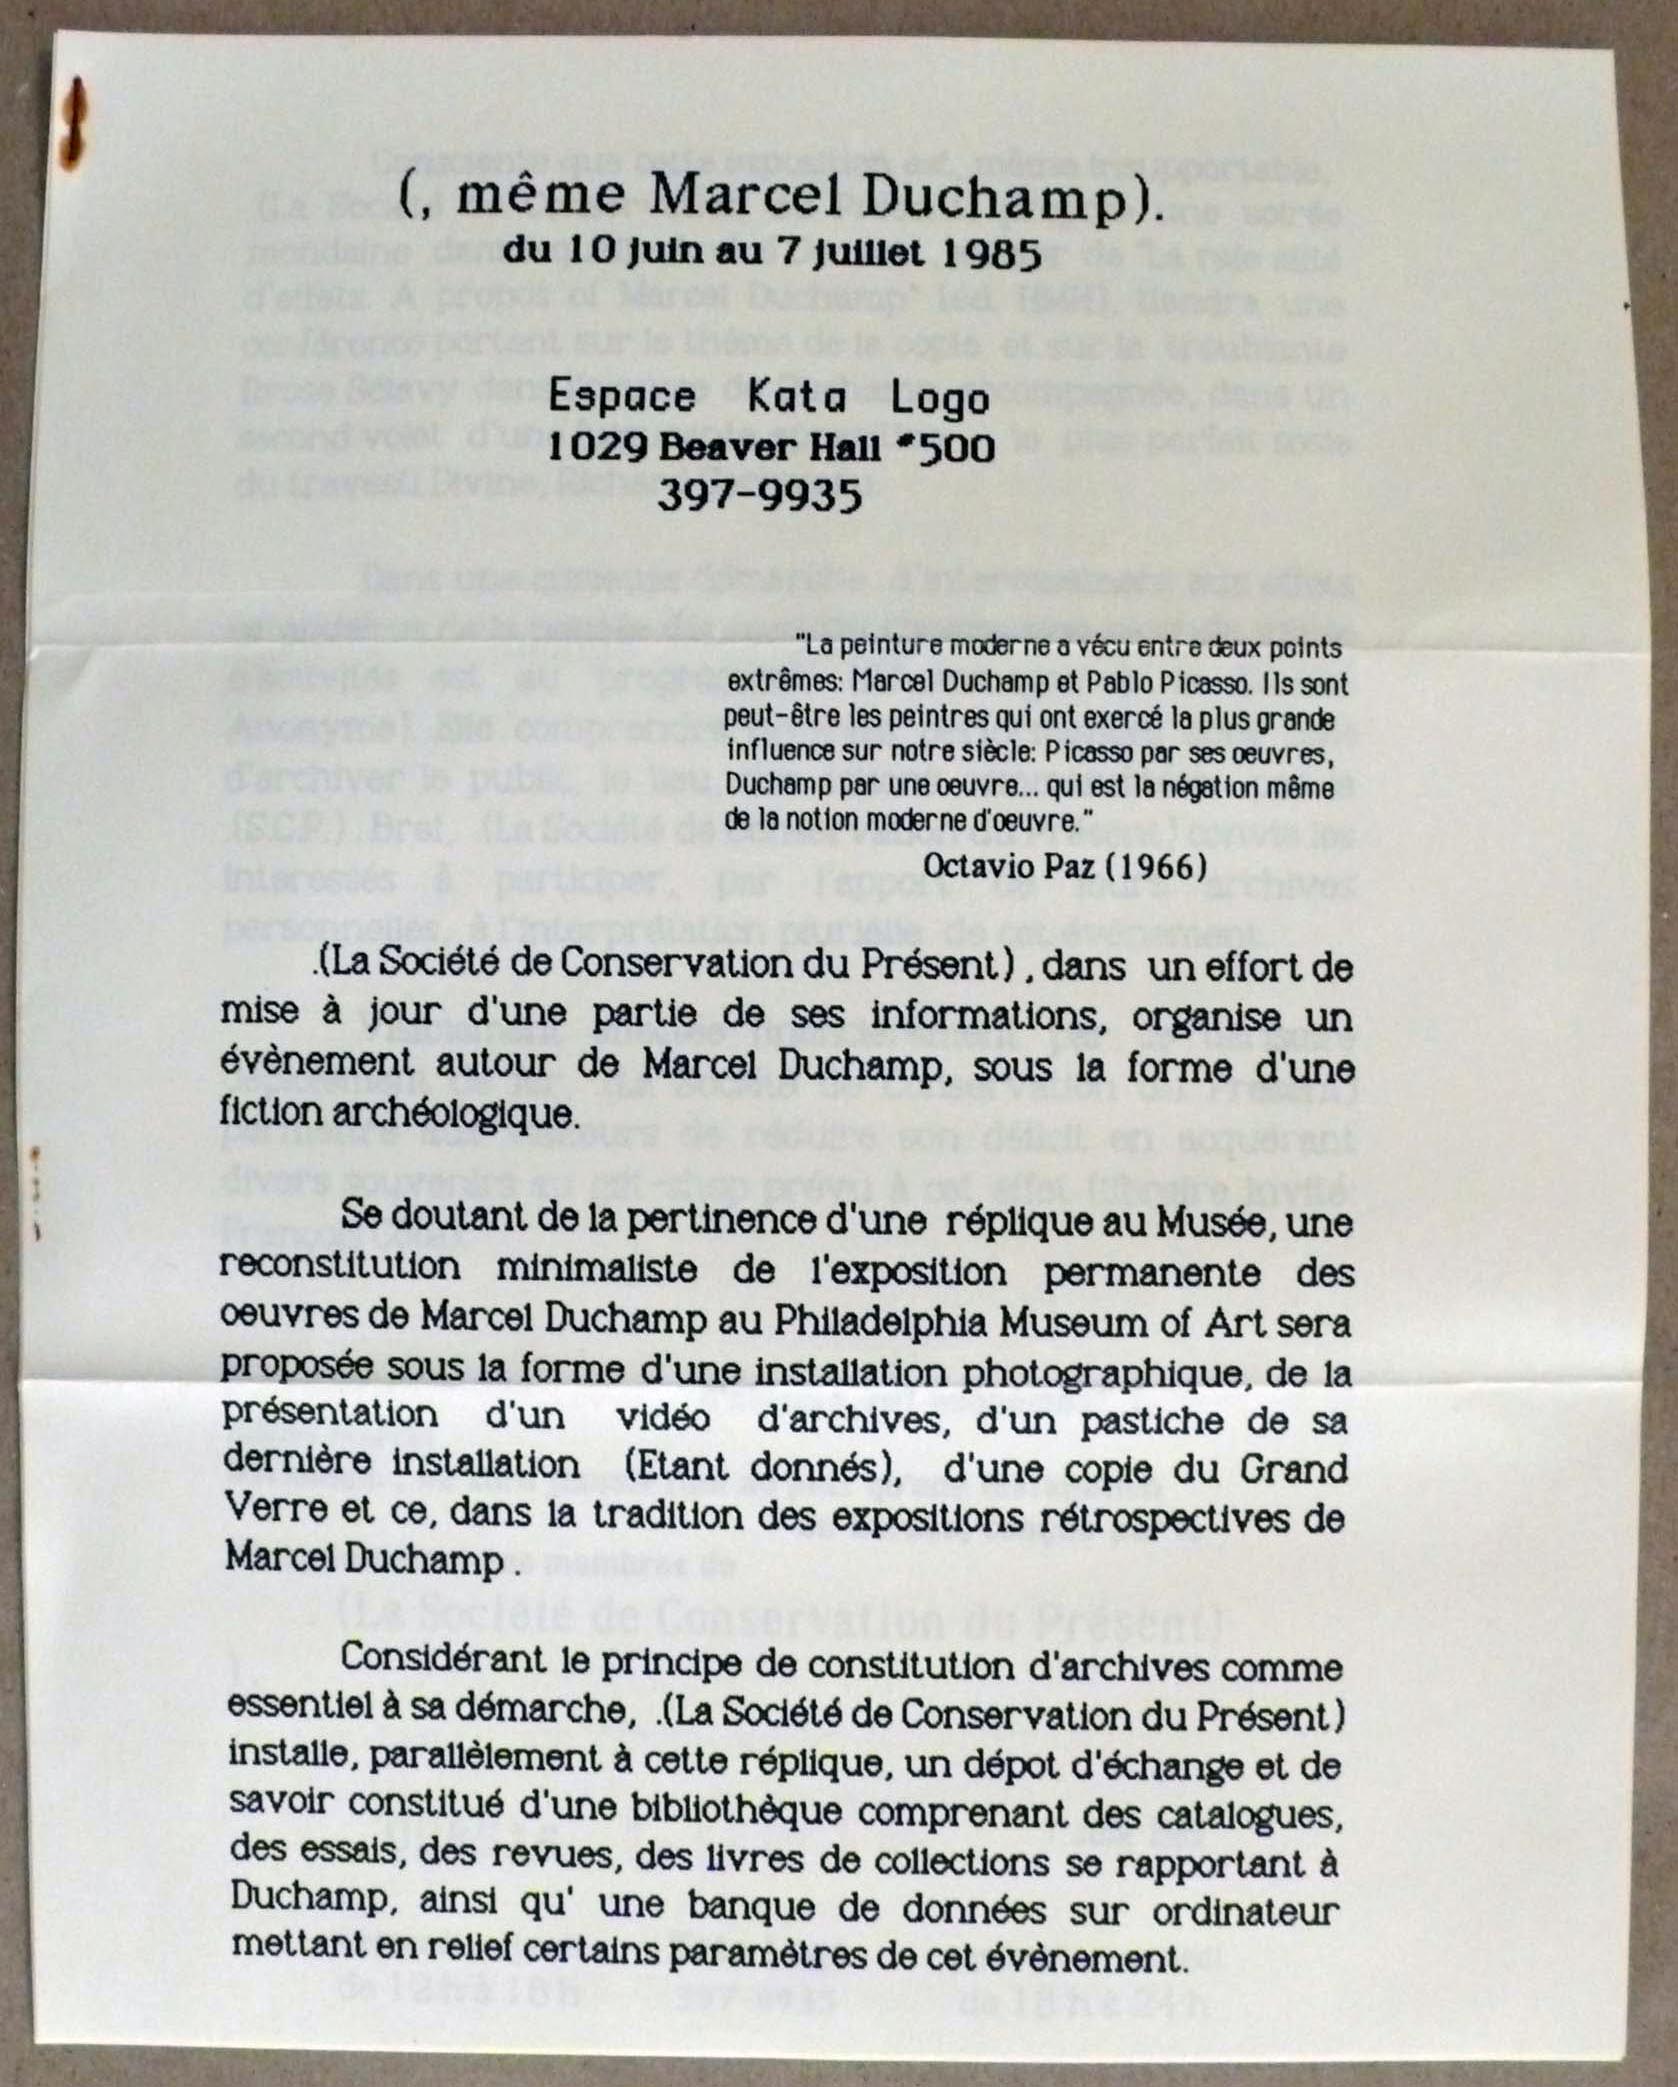 (, même Marcel Duchamp).
du 10 juin au 7 juillet 1985
Espace Kata Logo
1029 Beaver Hall #500
397-9935
"La peinture moderne a vécu entre deux points
extrêmes: Marcel Duchamp et Pablo Picasso. Ils sont
peut-être les peintres qui ont exercé la plus grande
influence sur notre siècle: Picasso par ses oeuvres,
Duchamp par une oeuvre... qui est la négation même
de la notion moderne d'oeuvre."
Octavio Paz (1966)
.(La Société de Conservation du Présent) , dans un effort de
mise à jour d'une partie de ses informations, organise un
évènement autour de Marcel Duchamp, sous la forme d'une
fiction archéologique.
Se doutant de la pertinence d'une réplique au Musée, une
reconstitution minimaliste de l'exposition permanente des
oeuvres de Marcel Duchamp au Philadelphia Museum of Art sera
proposée sous la forme d'une installation photographique, de la
présentation d'un vidéo d'archives, d'un pastiche de sa
dernière installation (Etant donnés), d'une copie du Grand
Verre et ce, dans la tradition des expositions rétrospectives de
Marcel Duchamp .
Considérant le principe de constitution d'archives comme
essentiel à sa démarche, .(La Société de Conservation du Présent)
installe, parallèlement à cette réplique, un dépot d'échange et de
savoir constitué d'une bibliothèque comprenant des catalogues,
des essais, des revues, des livres de collections se rapportant à
Duchamp, ainsi qu' une banque de données sur ordinateur
mettant en relief certains paramètres de cet évènement.